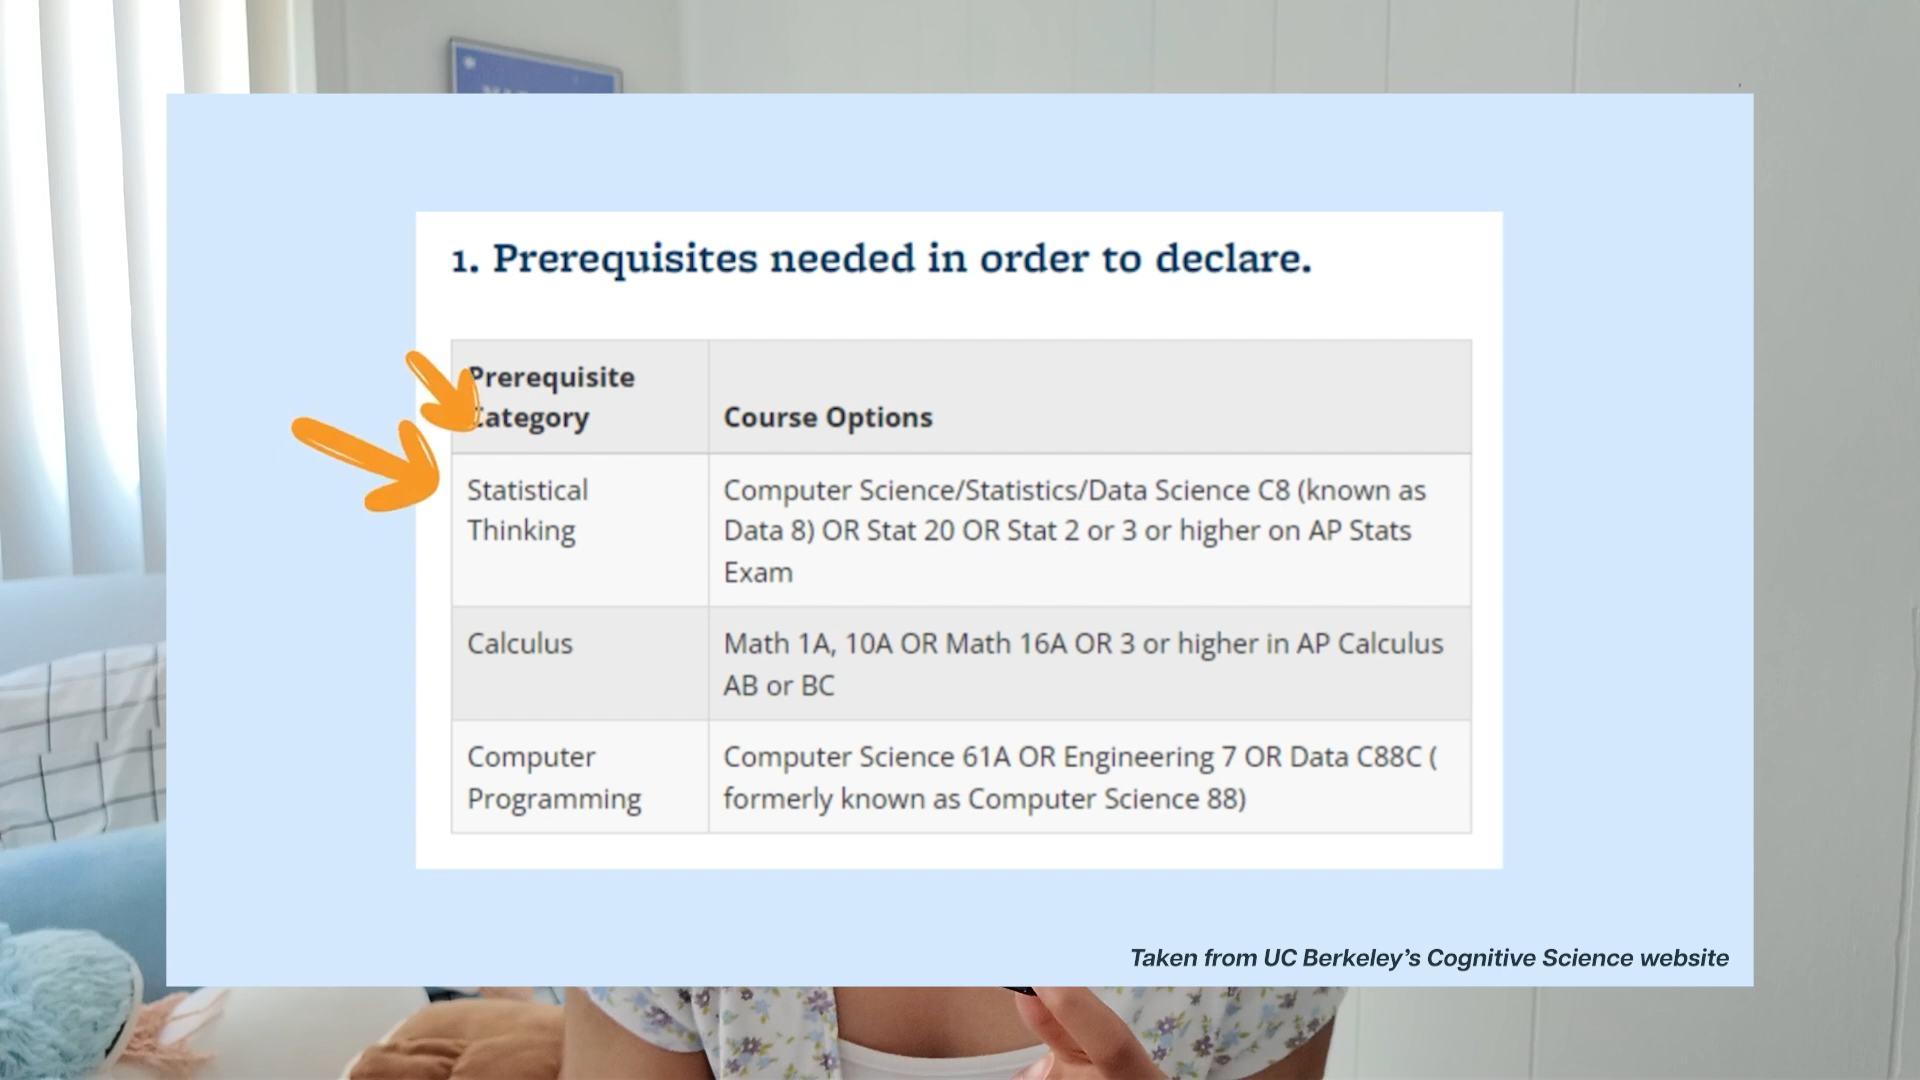 1. Prerequisites needed in order to declare.
Prerequisite
Category
Course Options
Statistical
Thinking
Computer Science/Statistics/Data Science C8 (known as
Data 8) OR Stat 20 OR Stat 2 or 3 or higher on AP Stats
Exam
Calculus
Math 1A, 10A OR Math 16A OR 3 or higher in AP Calculus
AB or BC
Computer
Programming
Computer Science 61A OR Engineering 7 OR Data C88C (
formerly known as Computer Science 88)
Taken from UC Berkeley's Cognitive Science website